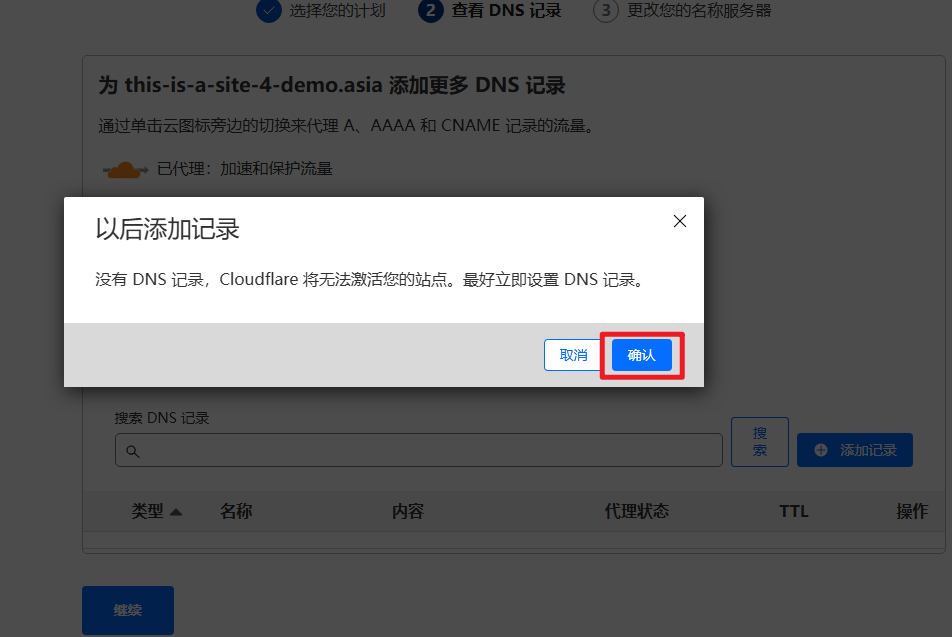 选择您的计划
2 查看 DNS 记录
3 更改您的名称服务器
为 this-is-a-site-4-demo.asia 添加更多 DNS 记录
通过单击云图标旁边的切换来代理 A、AAAA 和 CNAME 记录的流量。
已代理：加速和保护流量
以后添加记录
没有 DNS 记录，Cloudflare 将无法激活您的站点。最好立即设置 DNS 记录。
取消
确认
搜索 DNS 记录
搜
索
添加记录
类型 名称 内容 代理状态 TTL 操作
继续